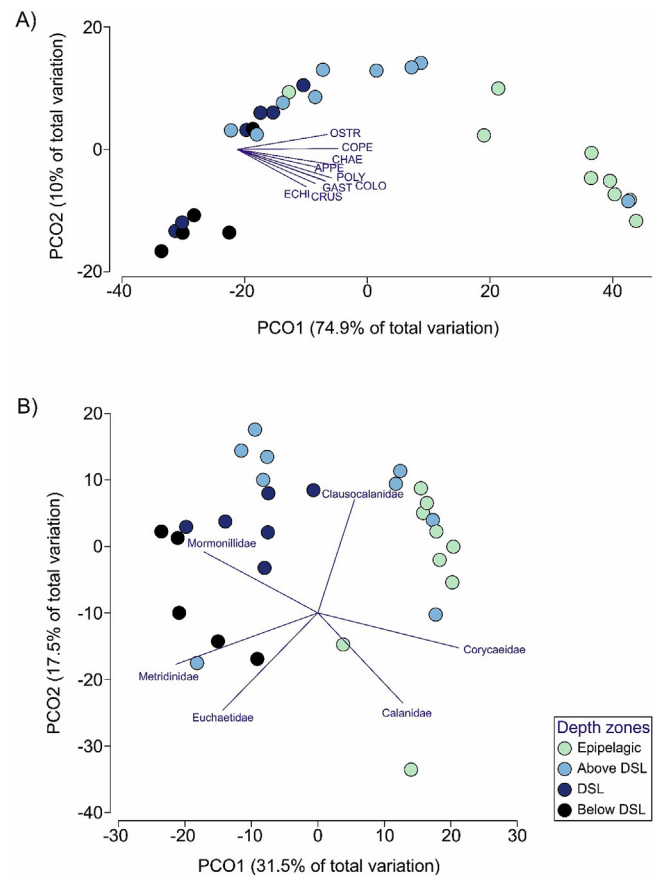 A)
20
0
-20
PCO2 (10% of total variation)
OSTR
COPE
CHAE
APPE
POLY
GAST COLO
ECHI CRUS
-40 -20 0 20 40
PCO1 (74.9% of total variation)
B)
20
10
0
-10
-20
-30
-40
PCO2 (17.5% of total variation)
Clausocalanidae
Mormonillidae
Corycaeidae
Metridinidae
Euchaetidae
Calanidae
-30 -20 -10 0 10 20 30
PCO1 (31.5% of total variation)
Depth zones
Epipelagic
Above DSL
DSL
Below DSL